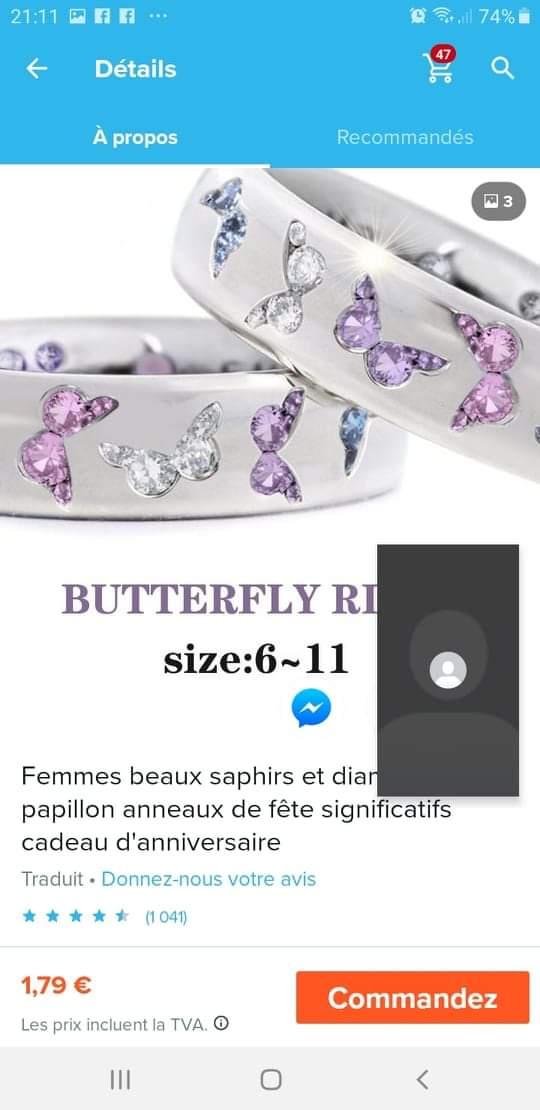 21:11
74%
Détails
47
À propos
Recommandés
3
BUTTERFLY
size:6~11
Femmes beaux saphirs et
papillon anneaux de fête significatifs
cadeau d'anniversaire
Traduit • Donnez-nous votre avis
(1 041)
1,79 €
Commandez
Les prix incluent la TVA.